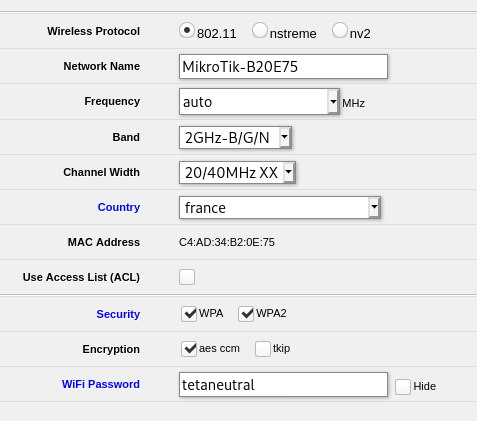 Wireless Protocol 802.11 nstreme nv2
Network Name MikroTik-B20E75
Frequency auto MHz
Band 2GHz-B/G/N
Channel Width 20/40MHz XX
Country france
MAC Address C4:AD:34:B2:0E:75
Use Access List (ACL)
Security WPA WPA2
Encryption aes ccm tkip
WiFi Password tetaneutral Hide